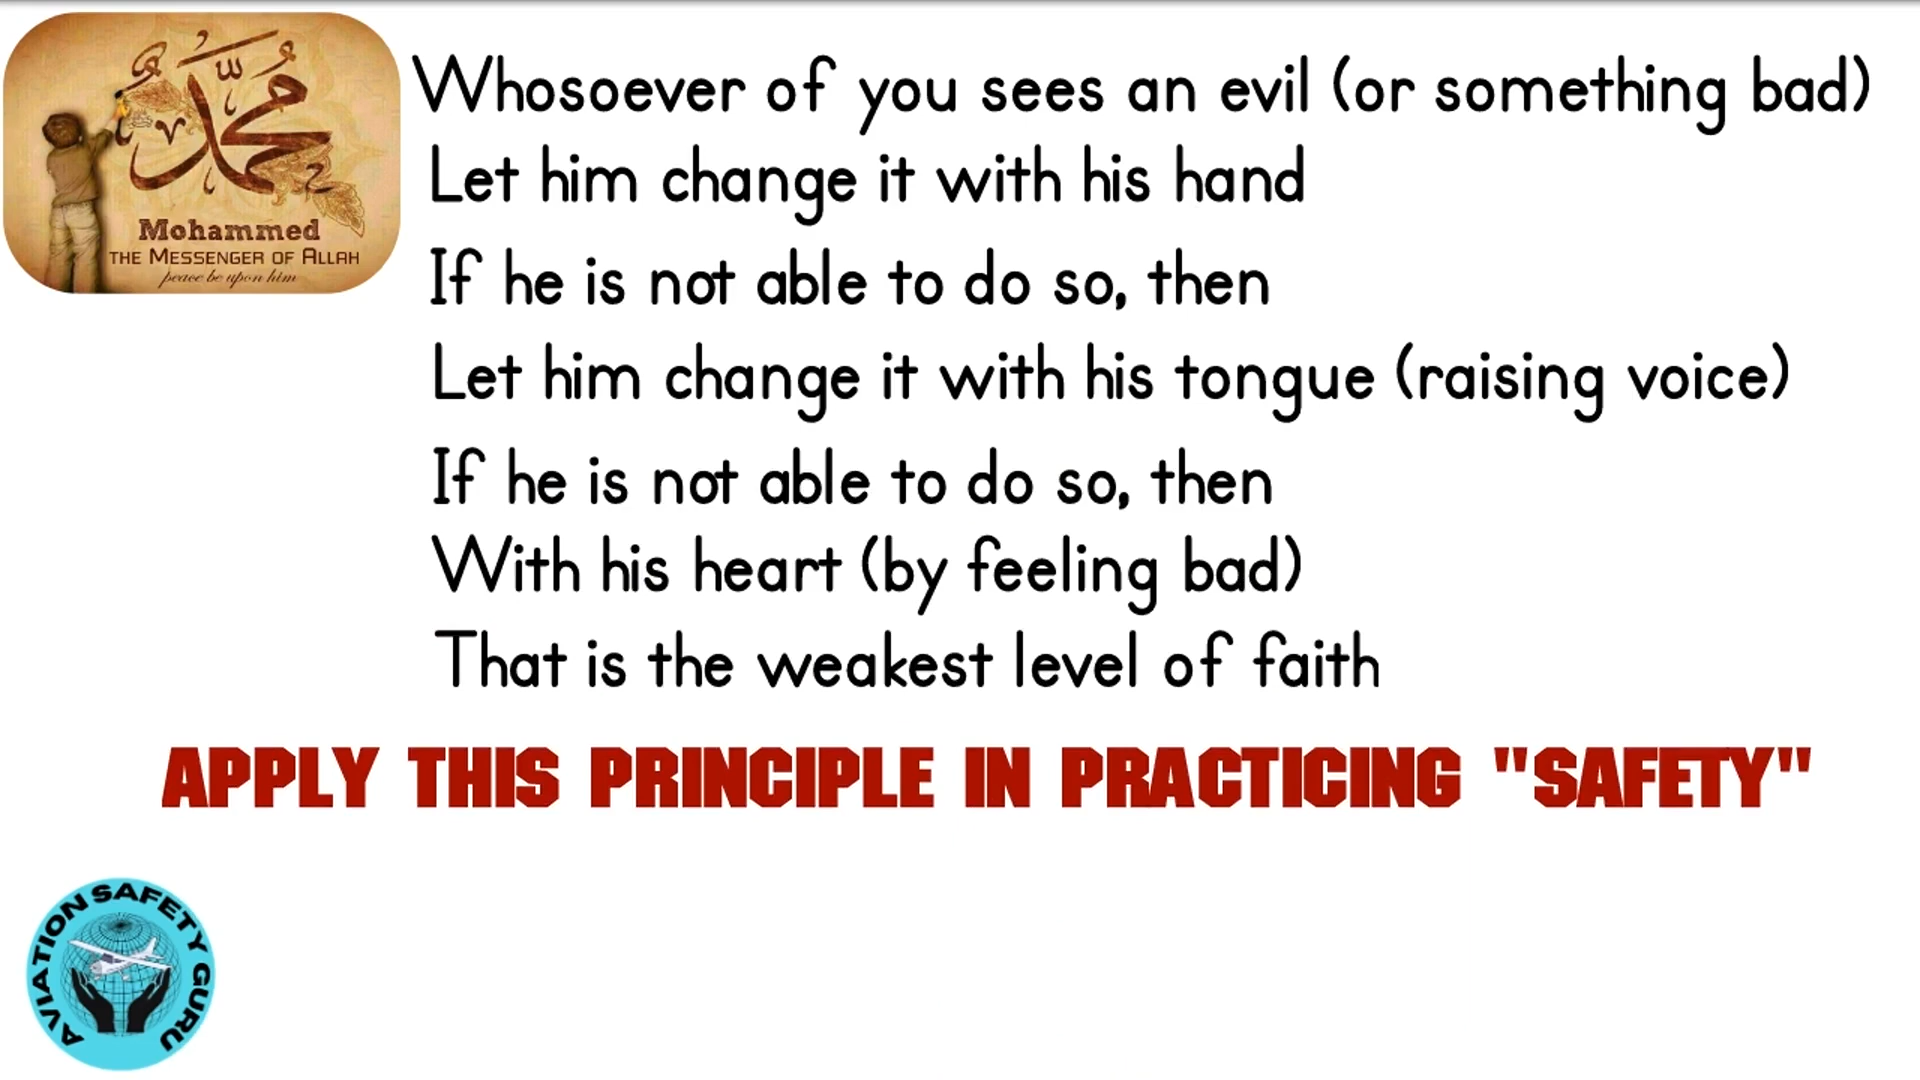 مُحَمَّد
Mohammed
THE MESSENGER OF ALLAH
peace be upon him
Whosoever of you sees an evil (or something bad)
Let him change it with his hand
If he is not able to do so, then
Let him change it with his tongue (raising voice)
If he is not able to do so, then
With his heart (by feeling bad)
That is the weakest level of faith
APPLY THIS PRINCIPLE IN PRACTICING "SAFETY"
AVIATION SAFETY GURU